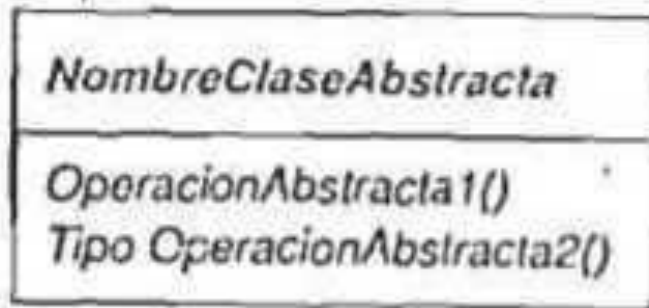 NombreClaseAbstracta
OperacionAbstracta1()
Tipo OperacionAbstracta2()